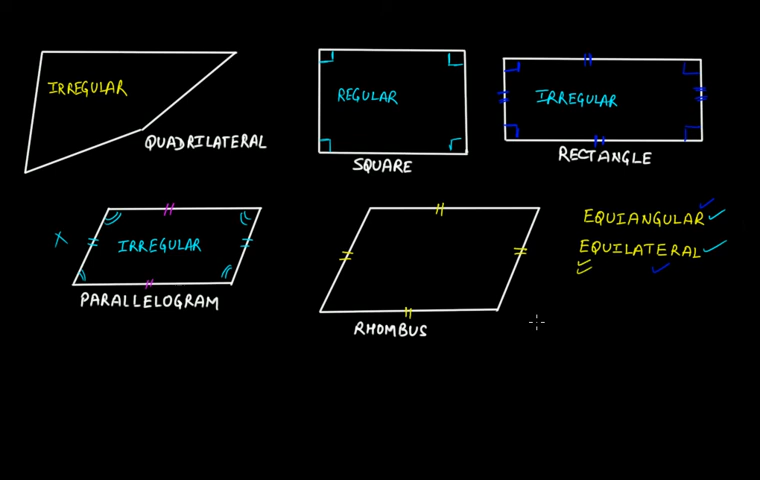 IRREGULAR
QUADRILATERAL
REGULAR
SQUARE
IRREGULAR
RECTANGLE
IRREGULAR
PARALLELOGRAM
RHOMBUS
EQUIANGULAR
EQUILATERAL